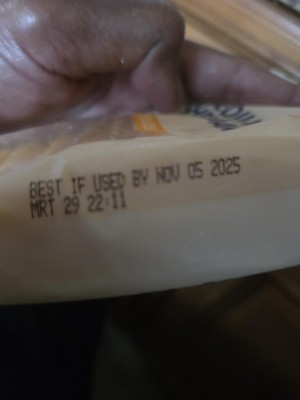 BEST IF USED BY NOV 05 2025
MRT 29 22:11